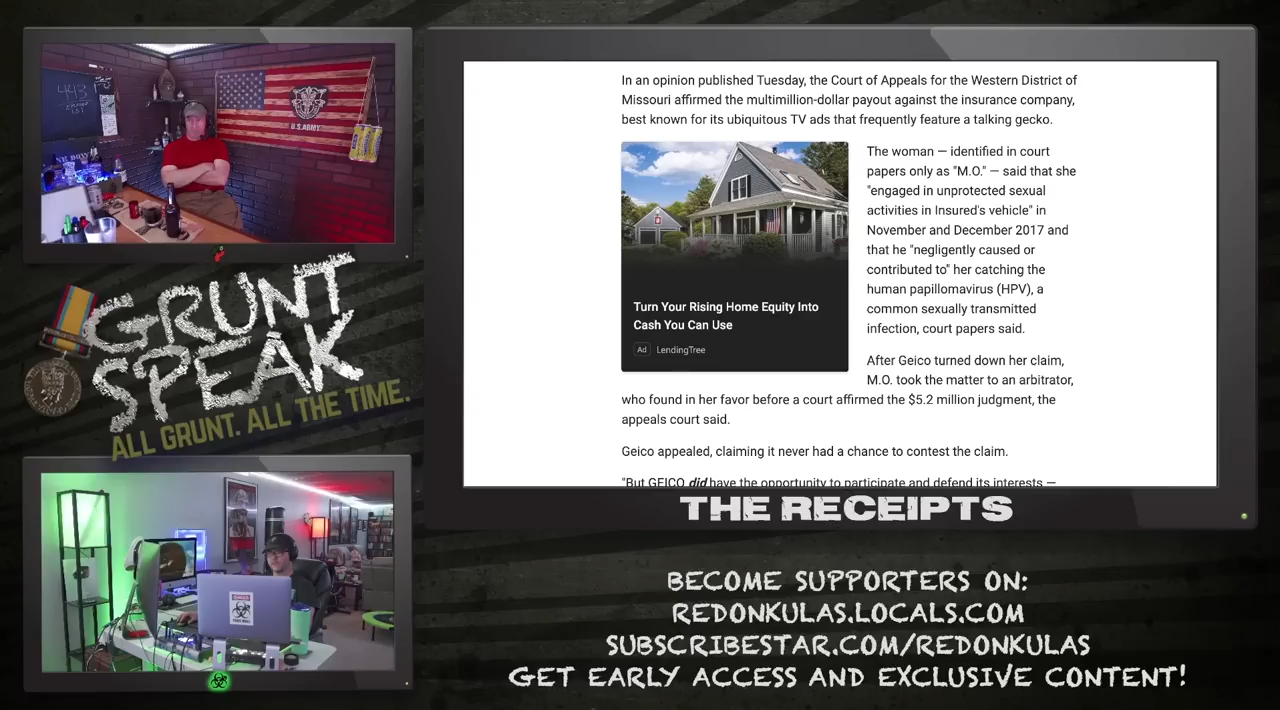 443
U.S. ARMY
GRUNT
SPEAK
ALL GRUNT. ALL THE TIME.
In an opinion published Tuesday, the Court of Appeals for the Western District of
Missouri affirmed the multimillion-dollar payout against the insurance company,
best known for its ubiquitous TV ads that frequently feature a talking gecko.
Turn Your Rising Home Equity Into
Cash You Can Use
Ad LendingTree
The woman — identified in court
papers only as "M.O." — said that she
"engaged in unprotected sexual
activities in Insured's vehicle" in
November and December 2017 and
that he "negligently caused or
contributed to" her catching the
human papillomavirus (HPV), a
common sexually transmitted
infection, court papers said.
After Geico turned down her claim,
M.O. took the matter to an arbitrator,
who found in her favor before a court affirmed the $5.2 million judgment, the
appeals court said.
Geico appealed, claiming it never had a chance to contest the claim.
"But GEICO did have the opportunity to participate and defend its interests —
THE RECEIPTS
BECOME SUPPORTERS ON:
REDONKULAS.LOCALS.COM
SUBSCRIBESTAR.COM/REDONKULAS
GET EARLY ACCESS AND EXCLUSIVE CONTENT!